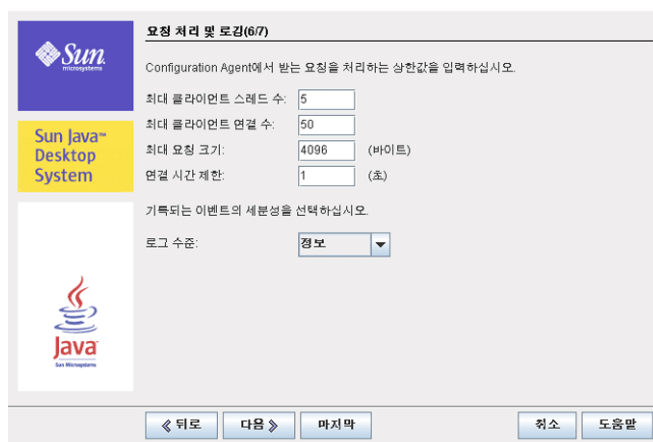 Sun
microsystems
Sun Java™
Desktop
System
Java
Sun Microsystems
요청 처리 및 로깅(6/7)
Configuration Agent에서 받는 요청을 처리하는 상한값을 입력하십시오.
최대 클라이언트 스레드 수: 5
최대 클라이언트 연결 수: 50
최대 요청 크기: 4096 (바이트)
연결 시간 제한: 1 (초)
기록되는 이벤트의 세분성을 선택하십시오.
로그 수준: 정보
뒤로 다음 마지막 취소 도움말